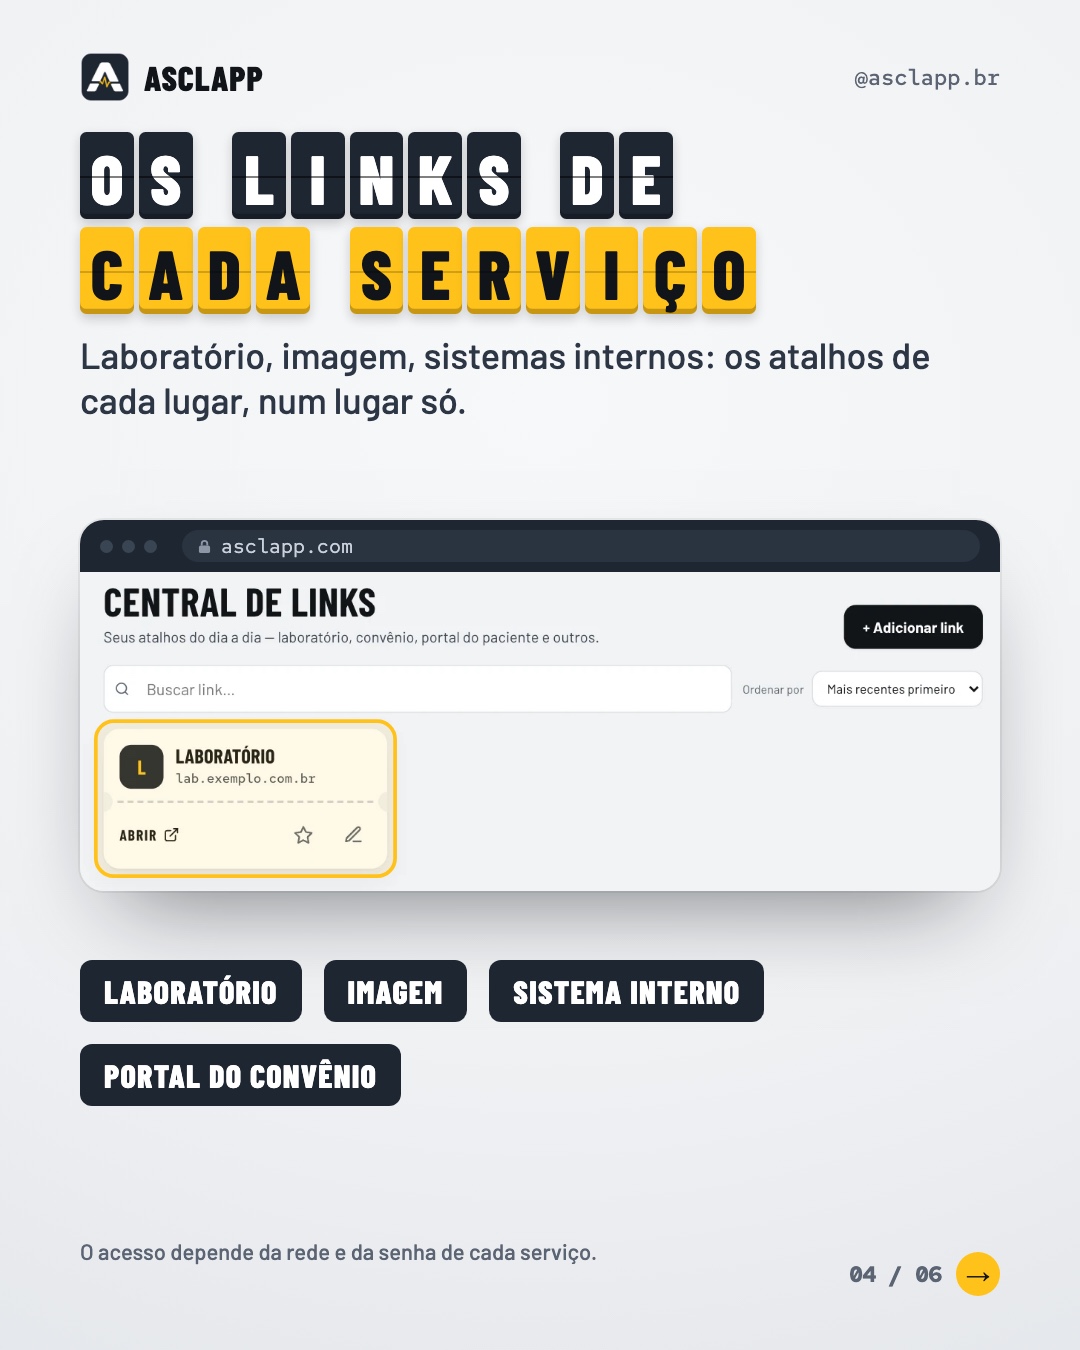 ASCLAPP
@asclapp.br
OS LINKS DE
CADA SERVIÇO
Laboratório, imagem, sistemas internos: os atalhos de
cada lugar, num lugar só.
asclapp.com
CENTRAL DE LINKS
Seus atalhos do dia a dia — laboratório, convênio, portal do paciente e outros.
+ Adicionar link
Buscar link...
Ordenar por
Mais recentes primeiro
L
LABORATÓRIO
lab.exemplo.com.br
ABRIR
LABORATÓRIO
IMAGEM
SISTEMA INTERNO
PORTAL DO CONVÊNIO
O acesso depende da rede e da senha de cada serviço.
04 / 06 →